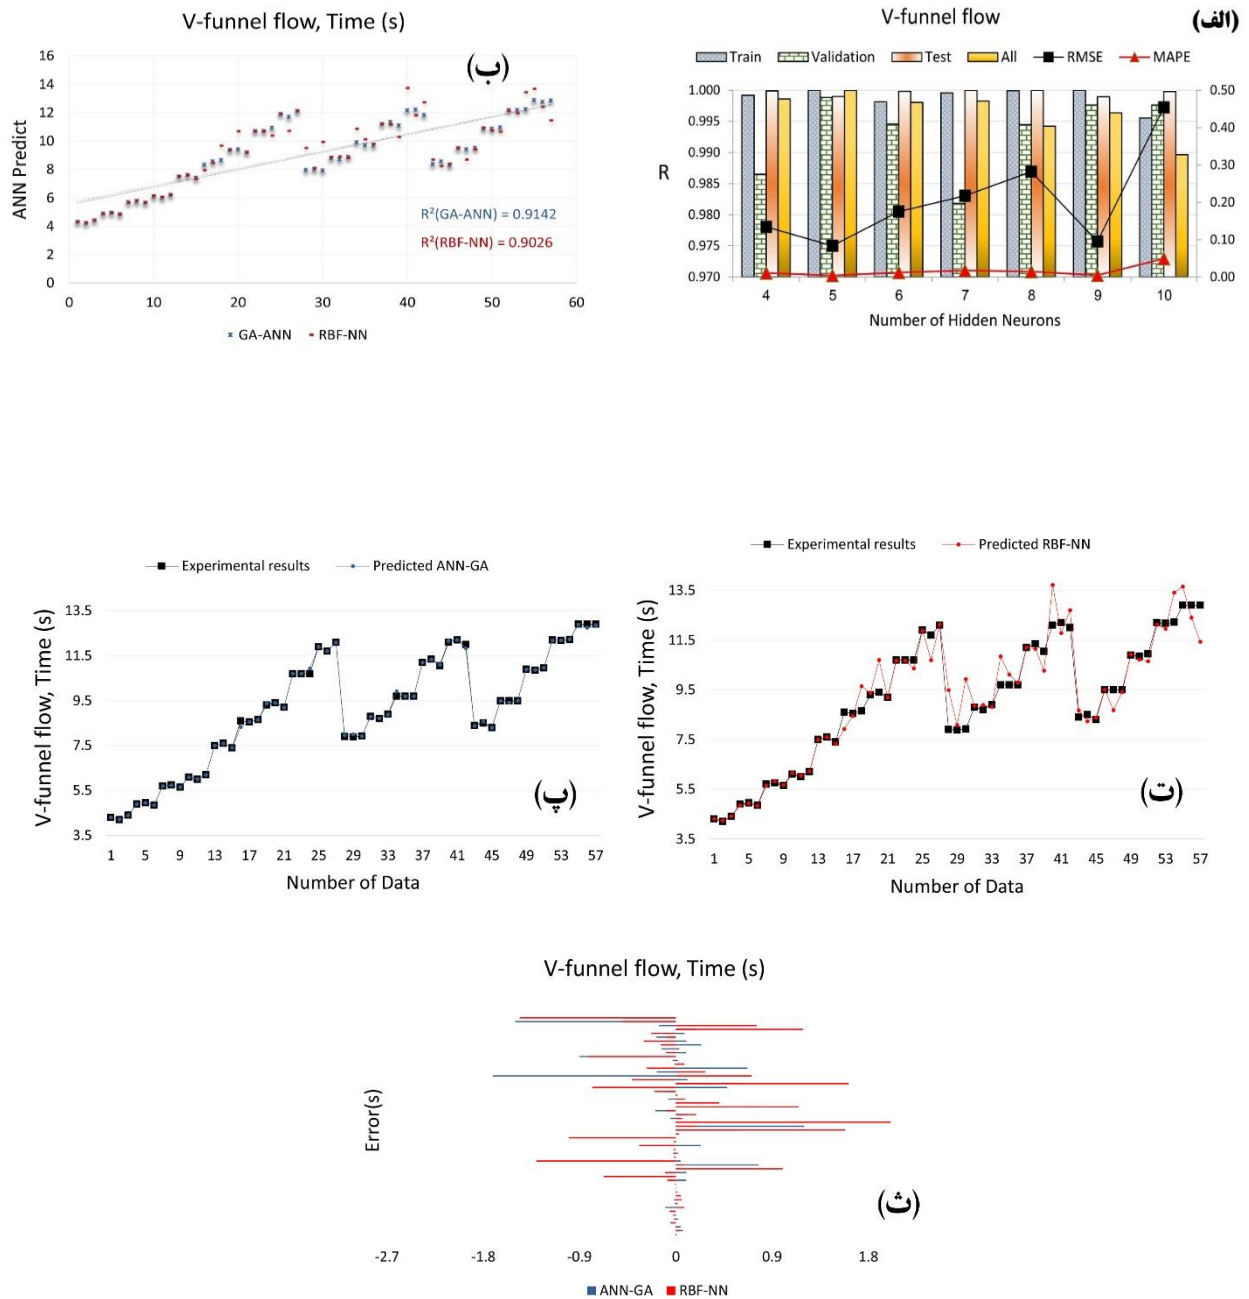 V-funnel flow, Time (s)
(ب)
ANN Predict
16
14
12
10
8
6
4
2
0
R²(GA-ANN) = 0.9142
R²(RBF-NN) = 0.9026
0 10 20 30 40 50 60
GA-ANN RBF-NN
V-funnel flow
(الف)
Train Validation Test All RMSE MAPE
R
1.000
0.995
0.990
0.985
0.980
0.975
0.970
0.50
0.40
0.30
0.20
0.10
0.00
4 5 6 7 8 9 10
Number of Hidden Neurons
Experimental results Predicted ANN-GA
V-funnel flow, Time (s)
13.5
11.5
9.5
7.5
5.5
3.5
(پ)
1 5 9 13 17 21 25 29 33 37 41 45 49 53 57
Number of Data
Experimental results Predicted RBF-NN
V-funnel flow, Time (s)
13.5
11.5
9.5
7.5
5.5
3.5
(ت)
1 5 9 13 17 21 25 29 33 37 41 45 49 53 57
Number of Data
V-funnel flow, Time (s)
Error(s)
(ث)
-2.7 -1.8 -0.9 0 0.9 1.8
ANN-GA RBF-NN